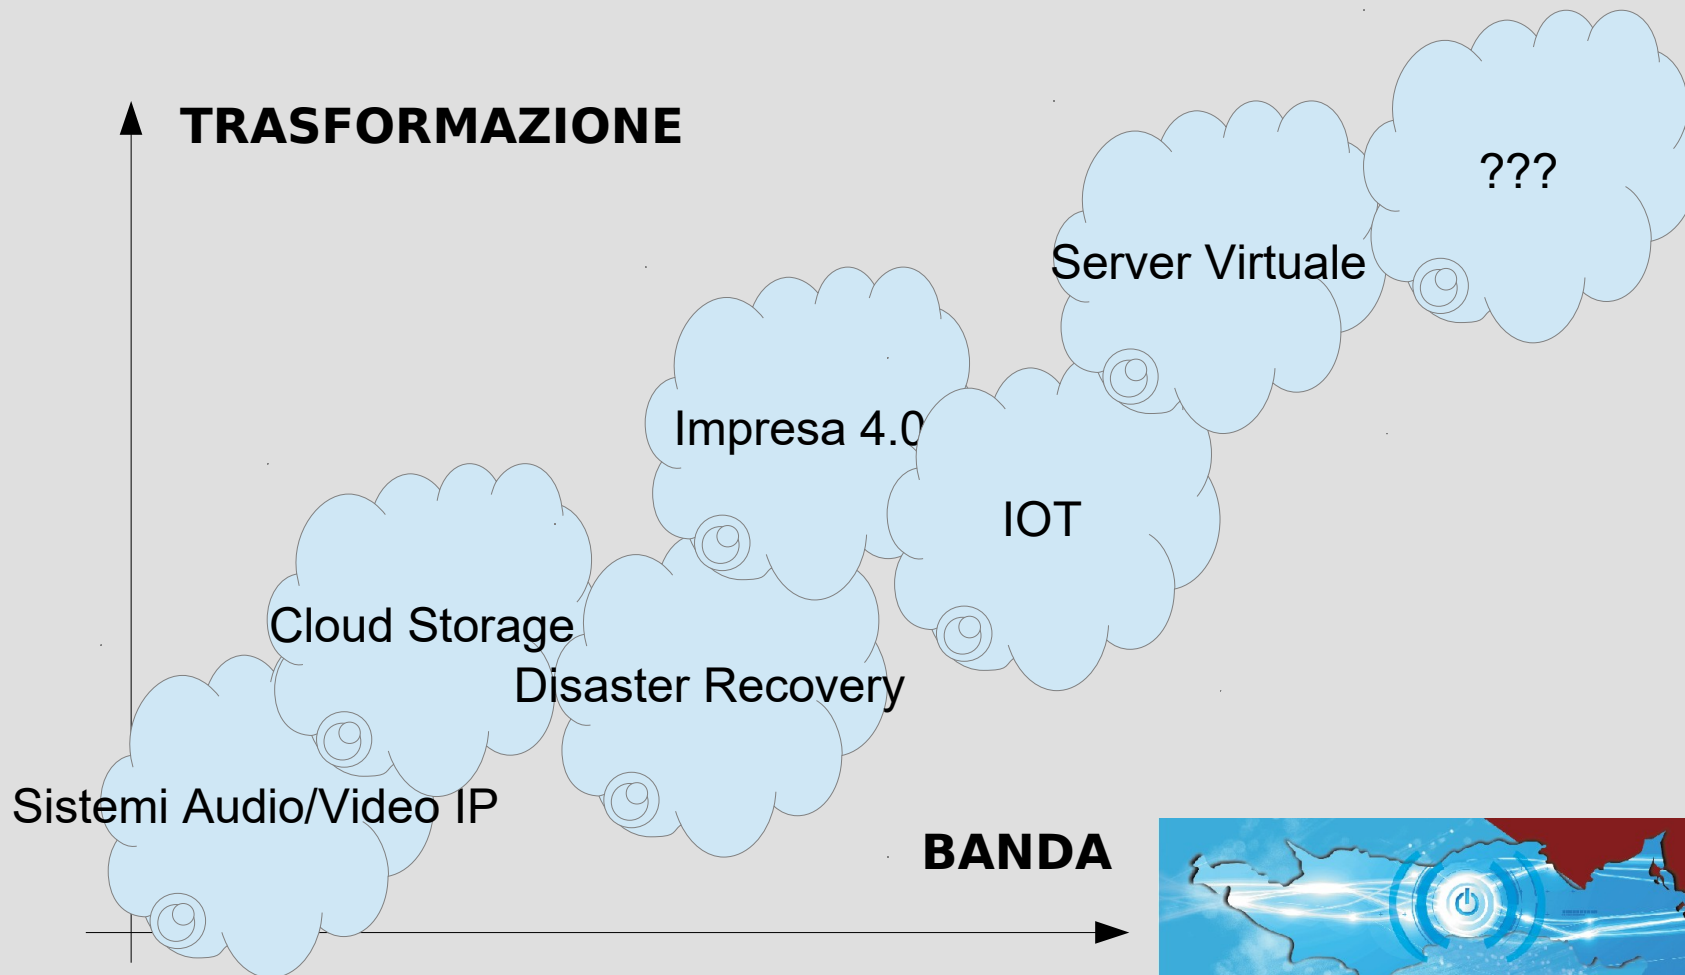 TRASFORMAZIONE
???
Server Virtuale
Impresa 4.0
IOT
Cloud Storage
Disaster Recovery
Sistemi Audio/Video IP
BANDA